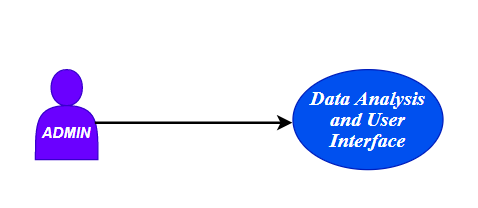 ADMIN
Data Analysis
and User
Interface